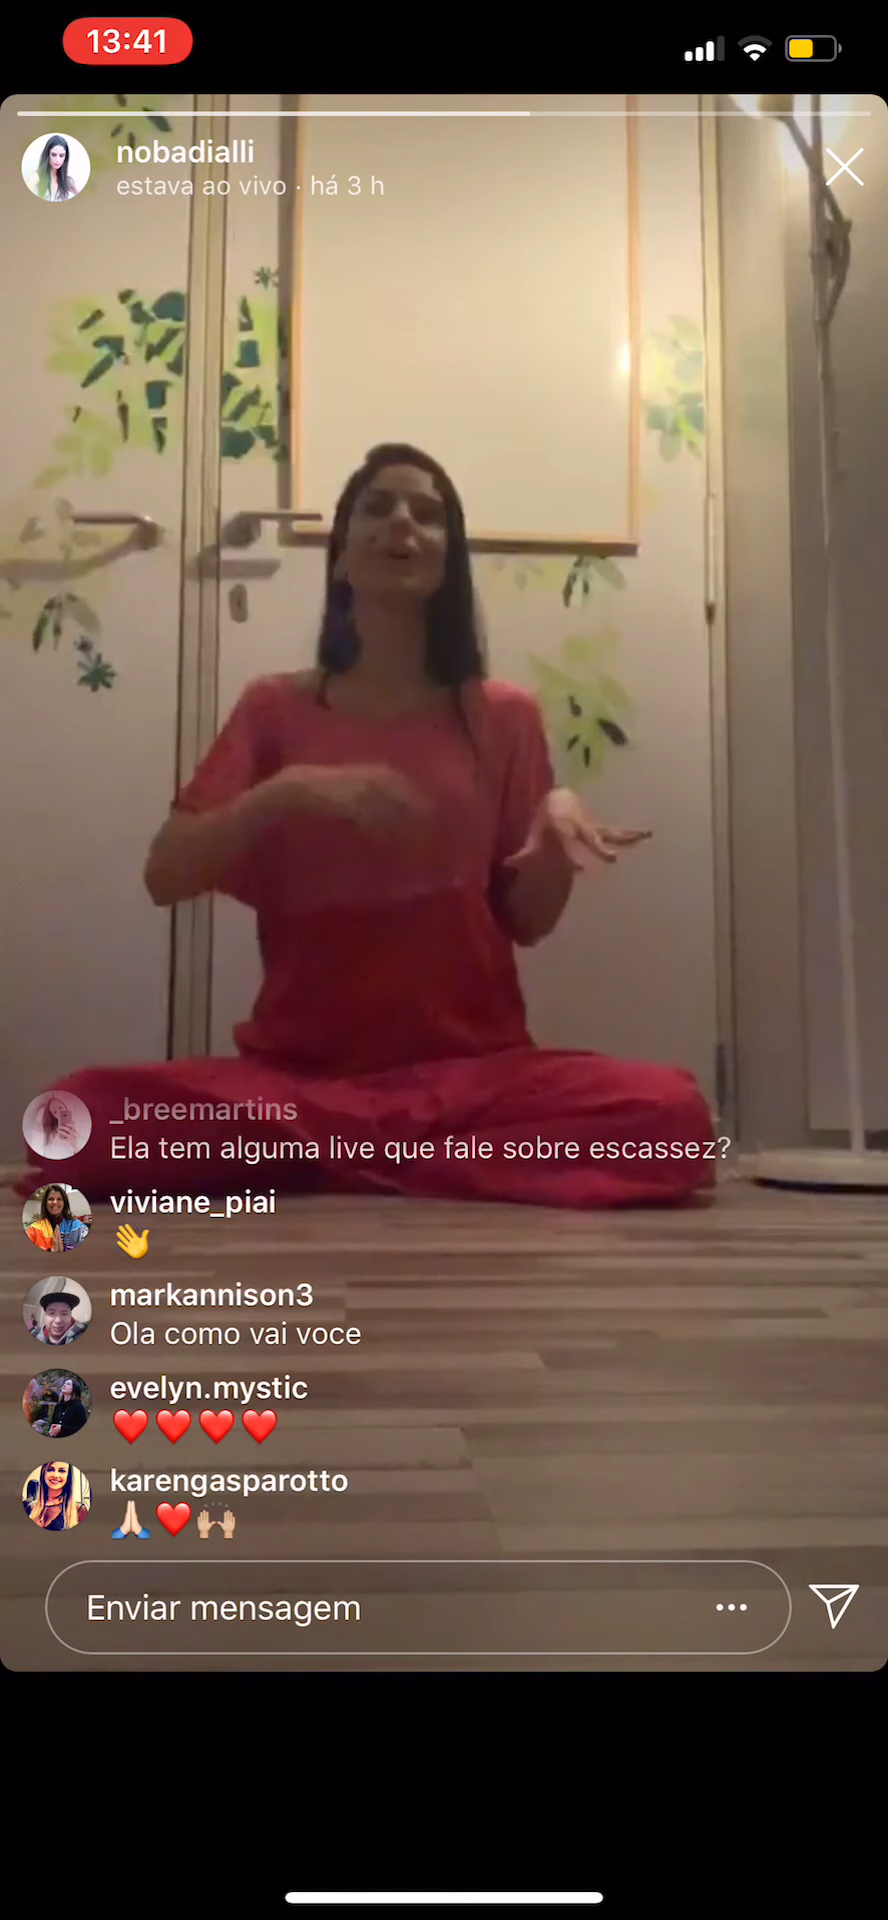 13:41
nobadialli
estava ao vivo · há 3 h
_breemartins
Ela tem alguma live que fale sobre escassez?
viviane_piai
👋
markannison3
Ola como vai voce
evelyn.mystic
❤️❤️❤️❤️
karengasparotto
🙏🏻❤️🙌🏻
Enviar mensagem